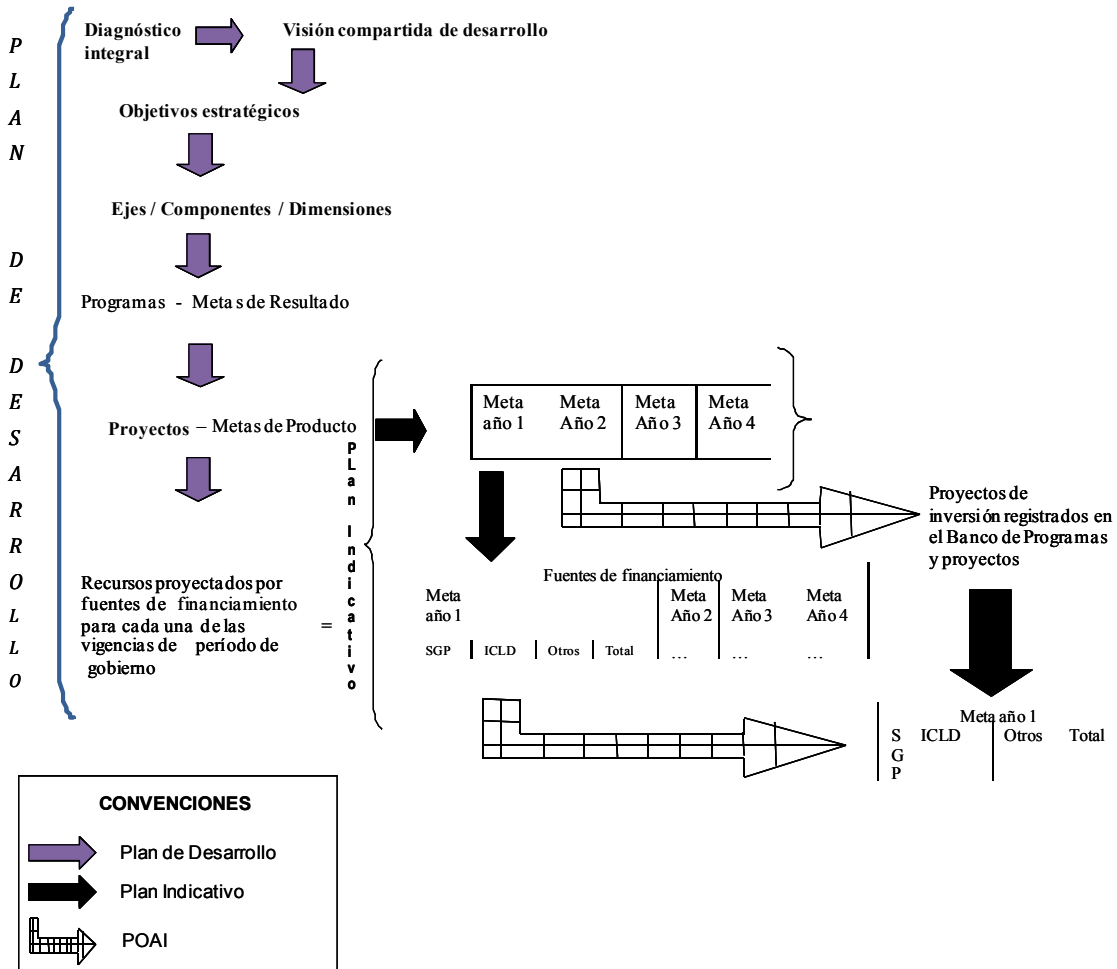 PLAN DE DESARROLLO
Diagnóstico
integral
Visión compartida de desarrollo
Objetivos estratégicos
Ejes / Componentes / Dimensiones
Programas - Metas de Resultado
Proyectos – Metas de Producto
Recursos proyectados por
fuentes de financiamiento
para cada una de las
vigencias de período de
gobierno
=
PLan Indicativo
Meta
año 1
Meta
Año 2
Meta
Año 3
Meta
Año 4
Proyectos de
inversión registrados en
el Banco de Programas
y proyectos
Fuentes de financiamiento
Meta
año 1
Meta
Año 2
Meta
Año 3
Meta
Año 4
SGP ICLD Otros Total ... ... ...
Meta año 1
SGP ICLD Otros Total
CONVENCIONES
Plan de Desarrollo
Plan Indicativo
POAI